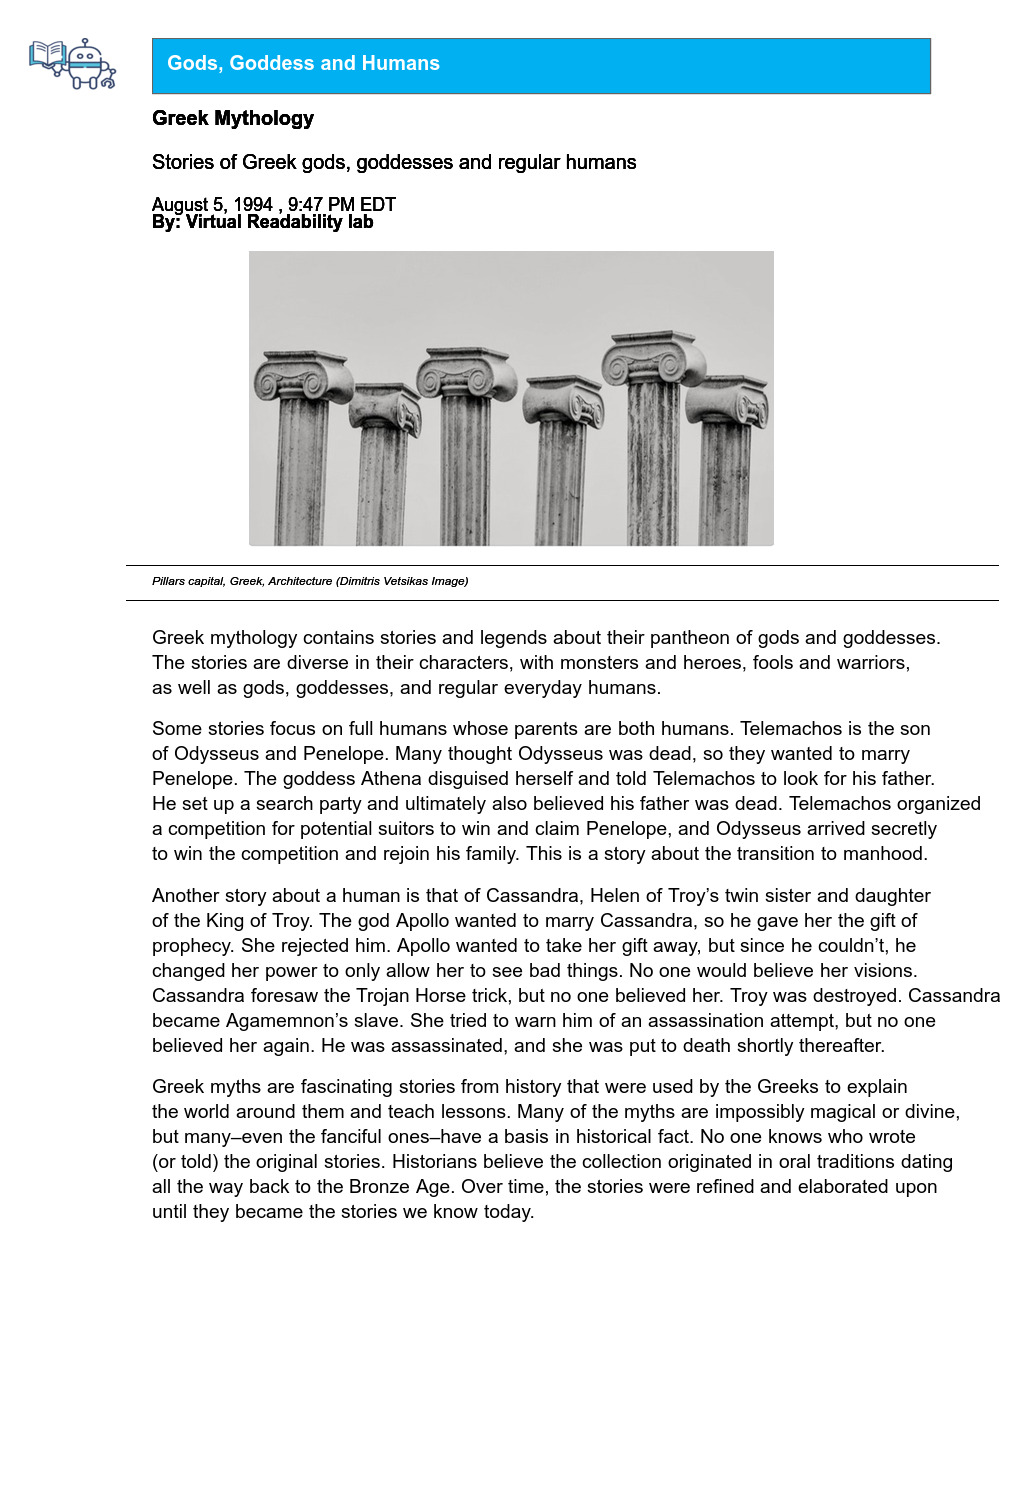 Gods, Goddess and Humans
Greek Mythology
Stories of Greek gods, goddesses and regular humans
August 5, 1994 , 9:47 PM EDT
By: Virtual Readability lab
Pillars capital, Greek, Architecture (Dimitris Vetsikas Image)
Greek mythology contains stories and legends about their pantheon of gods and goddesses.
The stories are diverse in their characters, with monsters and heroes, fools and warriors,
as well as gods, goddesses, and regular everyday humans.
Some stories focus on full humans whose parents are both humans. Telemachos is the son
of Odysseus and Penelope. Many thought Odysseus was dead, so they wanted to marry
Penelope. The goddess Athena disguised herself and told Telemachos to look for his father.
He set up a search party and ultimately also believed his father was dead. Telemachos organized
a competition for potential suitors to win and claim Penelope, and Odysseus arrived secretly
to win the competition and rejoin his family. This is a story about the transition to manhood.
Another story about a human is that of Cassandra, Helen of Troy’s twin sister and daughter
of the King of Troy. The god Apollo wanted to marry Cassandra, so he gave her the gift of
prophecy. She rejected him. Apollo wanted to take her gift away, but since he couldn’t, he
changed her power to only allow her to see bad things. No one would believe her visions.
Cassandra foresaw the Trojan Horse trick, but no one believed her. Troy was destroyed. Cassandra
became Agamemnon’s slave. She tried to warn him of an assassination attempt, but no one
believed her again. He was assassinated, and she was put to death shortly thereafter.
Greek myths are fascinating stories from history that were used by the Greeks to explain
the world around them and teach lessons. Many of the myths are impossibly magical or divine,
but many–even the fanciful ones–have a basis in historical fact. No one knows who wrote
(or told) the original stories. Historians believe the collection originated in oral traditions dating
all the way back to the Bronze Age. Over time, the stories were refined and elaborated upon
until they became the stories we know today.